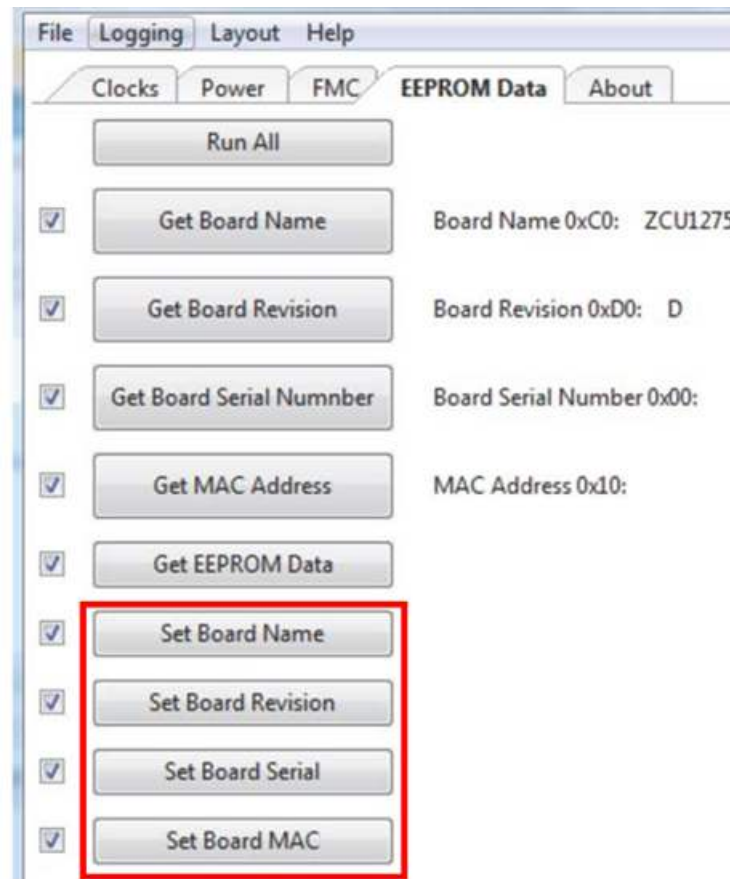 File Logging Layout Help
Clocks Power FMC EEPROM Data About
Run All
Get Board Name Board Name 0xC0: ZCU1275
Get Board Revision Board Revision 0xD0: D
Get Board Serial Numnber Board Serial Number 0x00:
Get MAC Address MAC Address 0x10:
Get EEPROM Data
Set Board Name
Set Board Revision
Set Board Serial
Set Board MAC